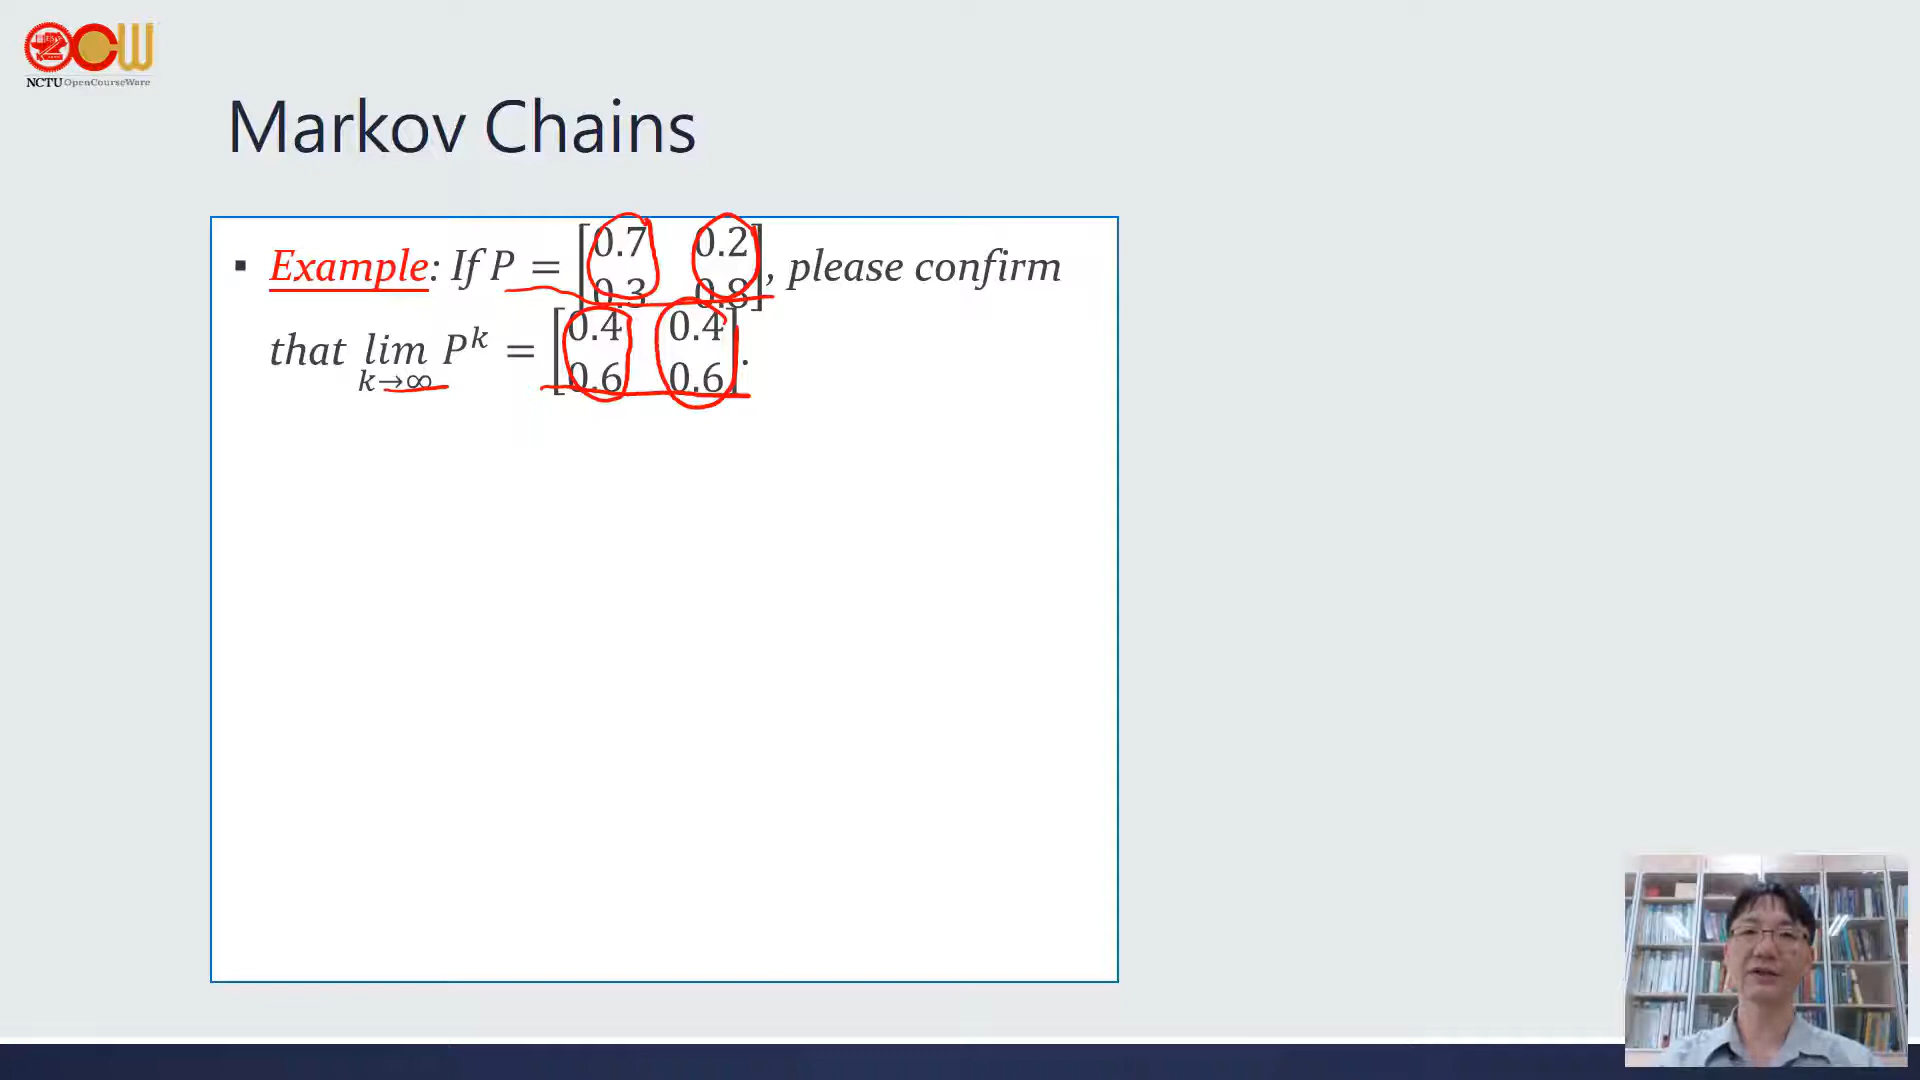 NCTU OpenCourseWare
Markov Chains
▪ Example: If P = [0.7 0.2; 0.3 0.8], please confirm
that lim_{k→∞} P^k = [0.4 0.4; 0.6 0.6].